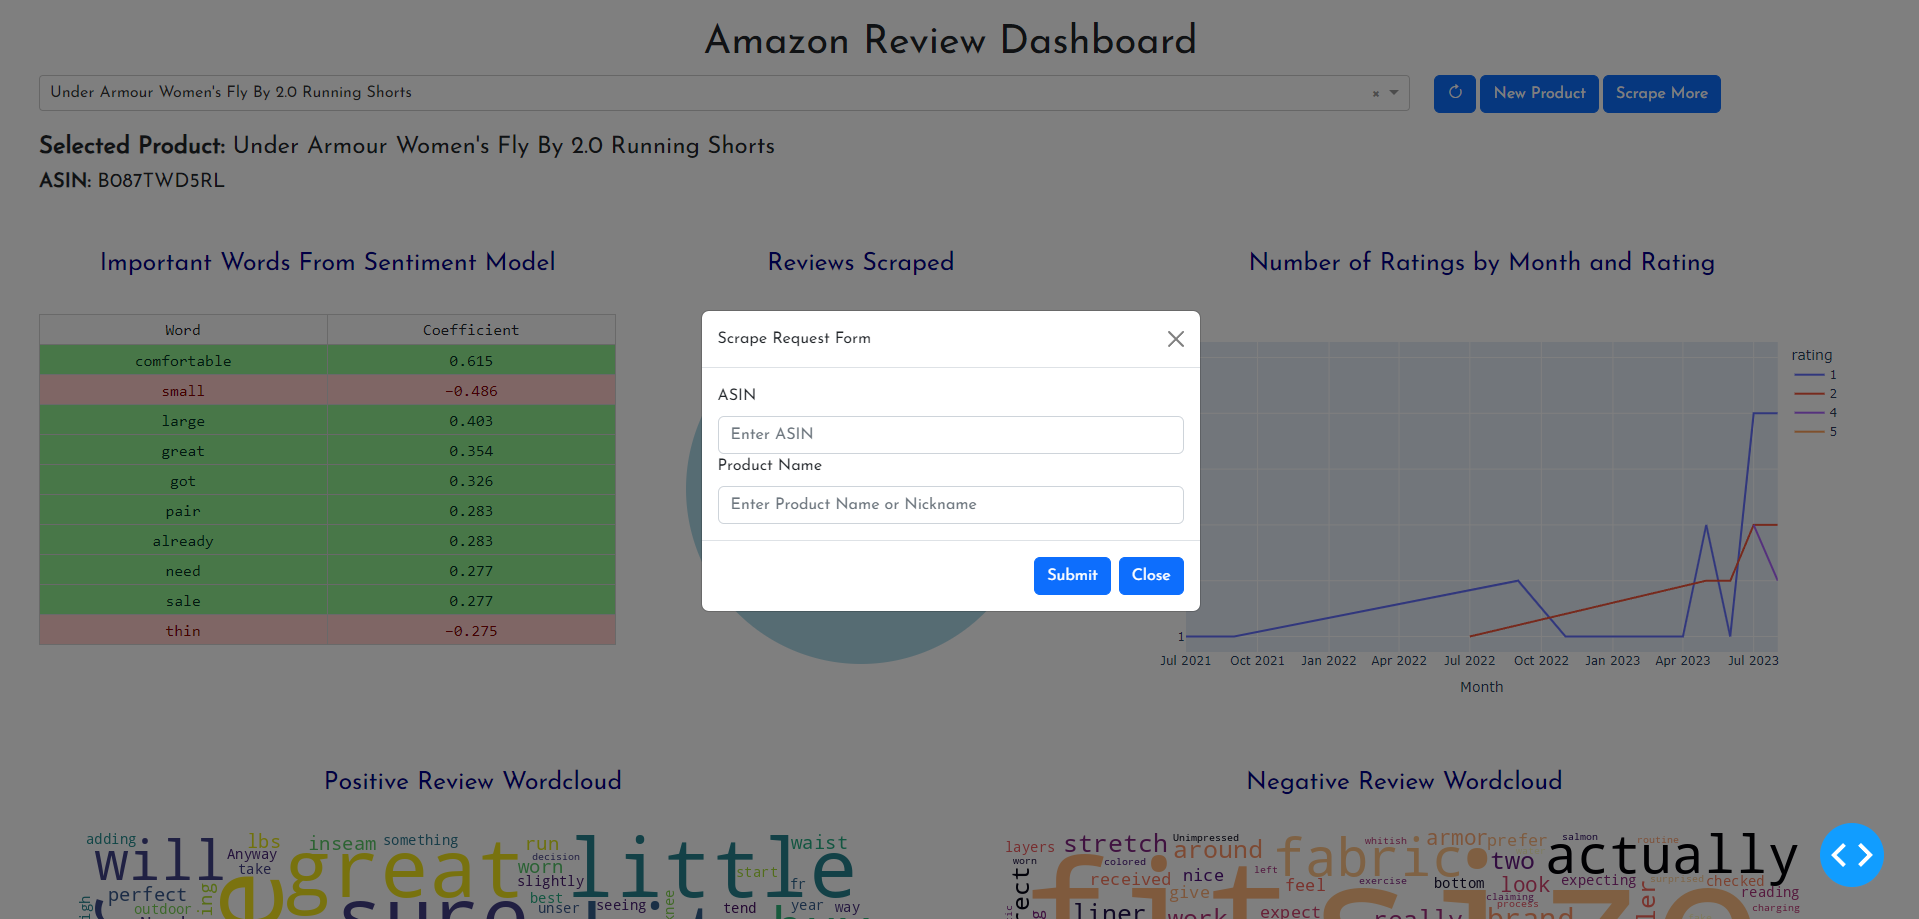 Amazon Review Dashboard
Under Armour Women's Fly By 2.0 Running Shorts
×
New Product
Scrape More
Selected Product: Under Armour Women's Fly By 2.0 Running Shorts
ASIN: B087TWD5RL
Important Words From Sentiment Model
Reviews Scraped
Number of Ratings by Month and Rating
Word Coefficient
comfortable 0.615
small -0.486
large 0.403
great 0.354
got 0.326
pair 0.283
already 0.283
need 0.277
sale 0.277
thin -0.275
Scrape Request Form
ASIN
Enter ASIN
Product Name
Enter Product Name or Nickname
Submit Close
rating
1
2
4
5
1
Jul 2021 Oct 2021 Jan 2022 Apr 2022 Jul 2022 Oct 2022 Jan 2023 Apr 2023 Jul 2023
Month
Positive Review Wordcloud
Negative Review Wordcloud
adding
will
lbs
Anyway
take
inseam
something
great
run
decision
worn
slightly
little
waist
start
perfect
outdoor
best
unser
seeing
sure
knee
tend
fr
year
way
layers
worn
stretch
colored
received
Unimpressed
around
nice
give
left
feel
fabric
whitish
exercise
armor
prefer
bottom
two
look
claiming
process
salmon
actually
expecting
routine
surprised
checked
reading
charging
liner
work
fit
expect
really
size
brand